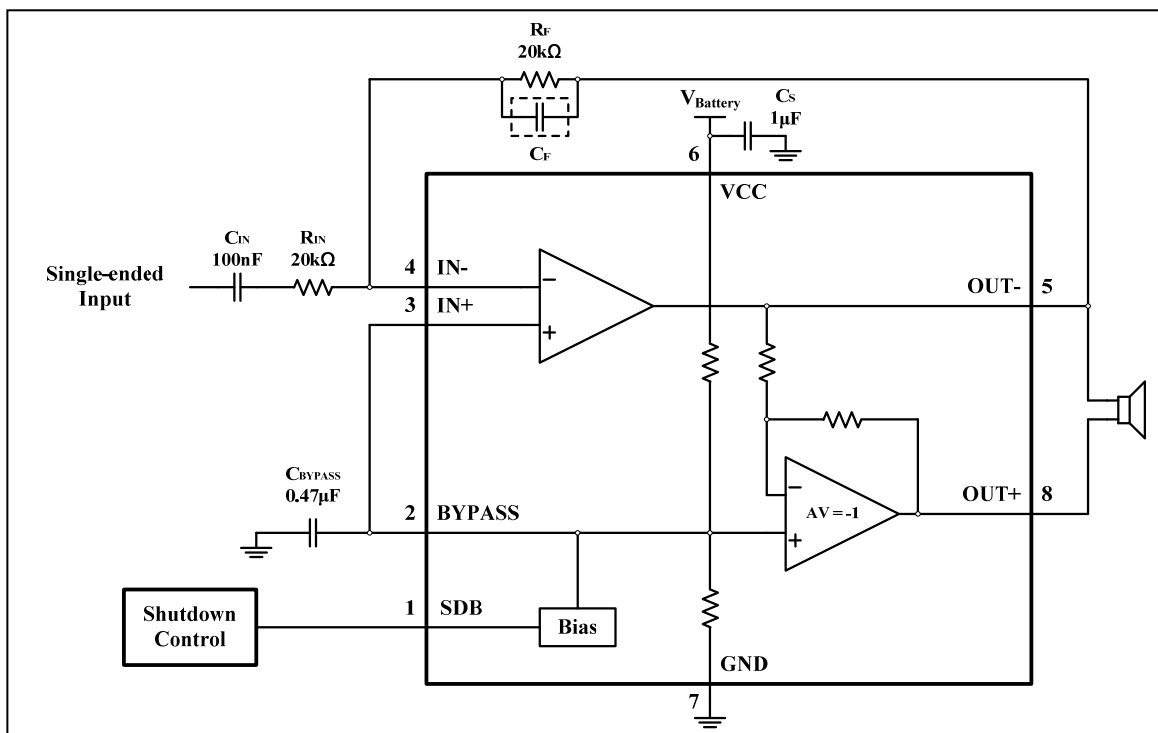 RF
20kΩ
CF
VBattery
CS
1µF
6
VCC
CIN
100nF
RIN
20kΩ
Single-ended
Input
4
IN-
3
IN+
−
+
OUT-
5
CBYPASS
0.47µF
2
BYPASS
−
AV = -1
+
OUT+
8
Shutdown
Control
1
SDB
Bias
GND
7